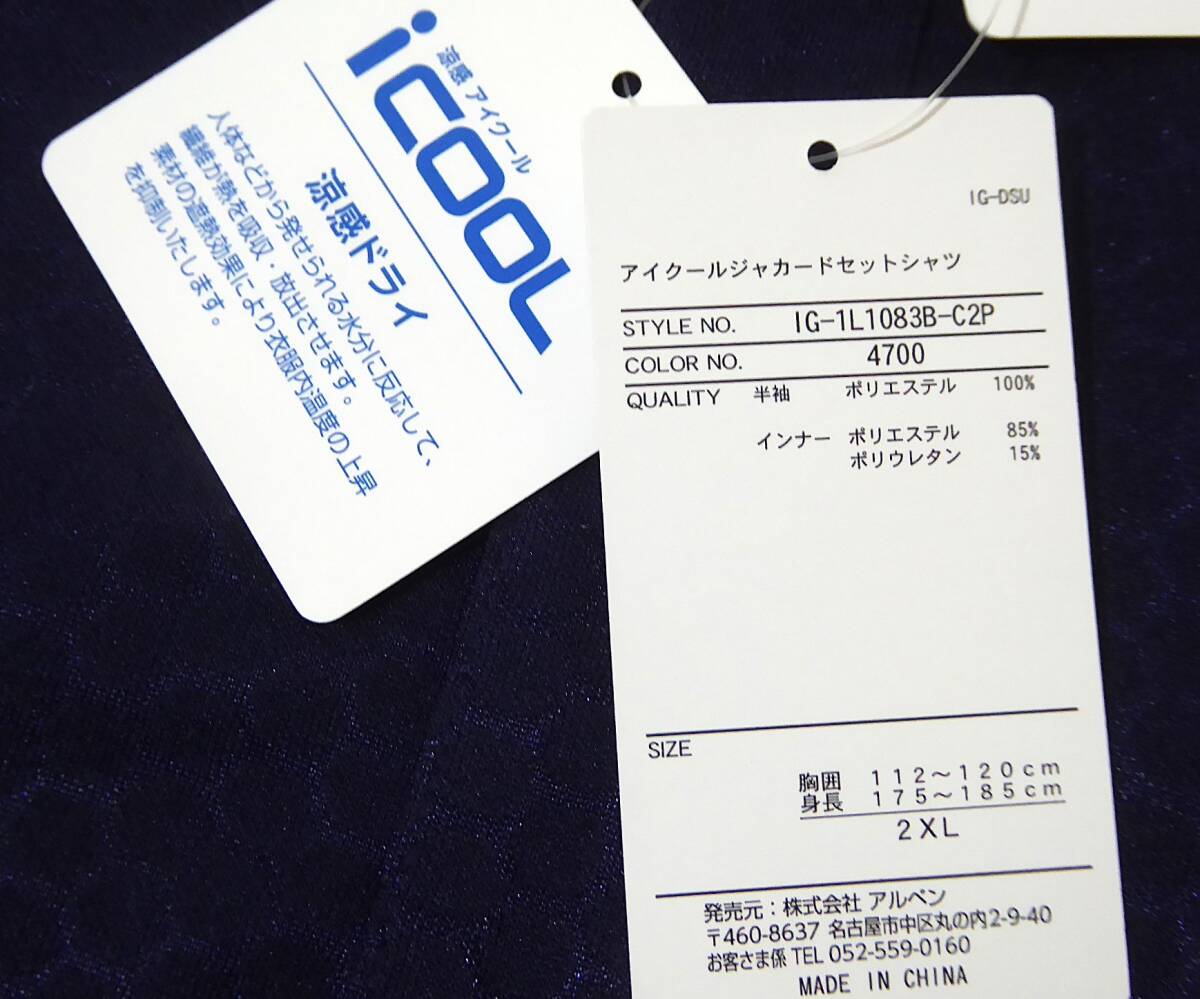 iCOOL
涼感 アイクール
涼感ドライ
人体などから発せられる水分に反応して、
繊維が熱を吸収・放出させます。
素材の遮熱効果により衣服内温度の上昇
を抑制いたします。
IG-DSU
アイクールジャカードセットシャツ
STYLE NO. IG-1L1083B-C2P
COLOR NO. 4700
QUALITY 半袖 ポリエステル 100%
インナー ポリエステル 85%
ポリウレタン 15%
SIZE
胸囲 112～120cm
身長 175～185cm
2XL
発売元：株式会社 アルペン
〒460-8637 名古屋市中区丸の内2-9-40
お客さま係 TEL 052-559-0160
MADE IN CHINA